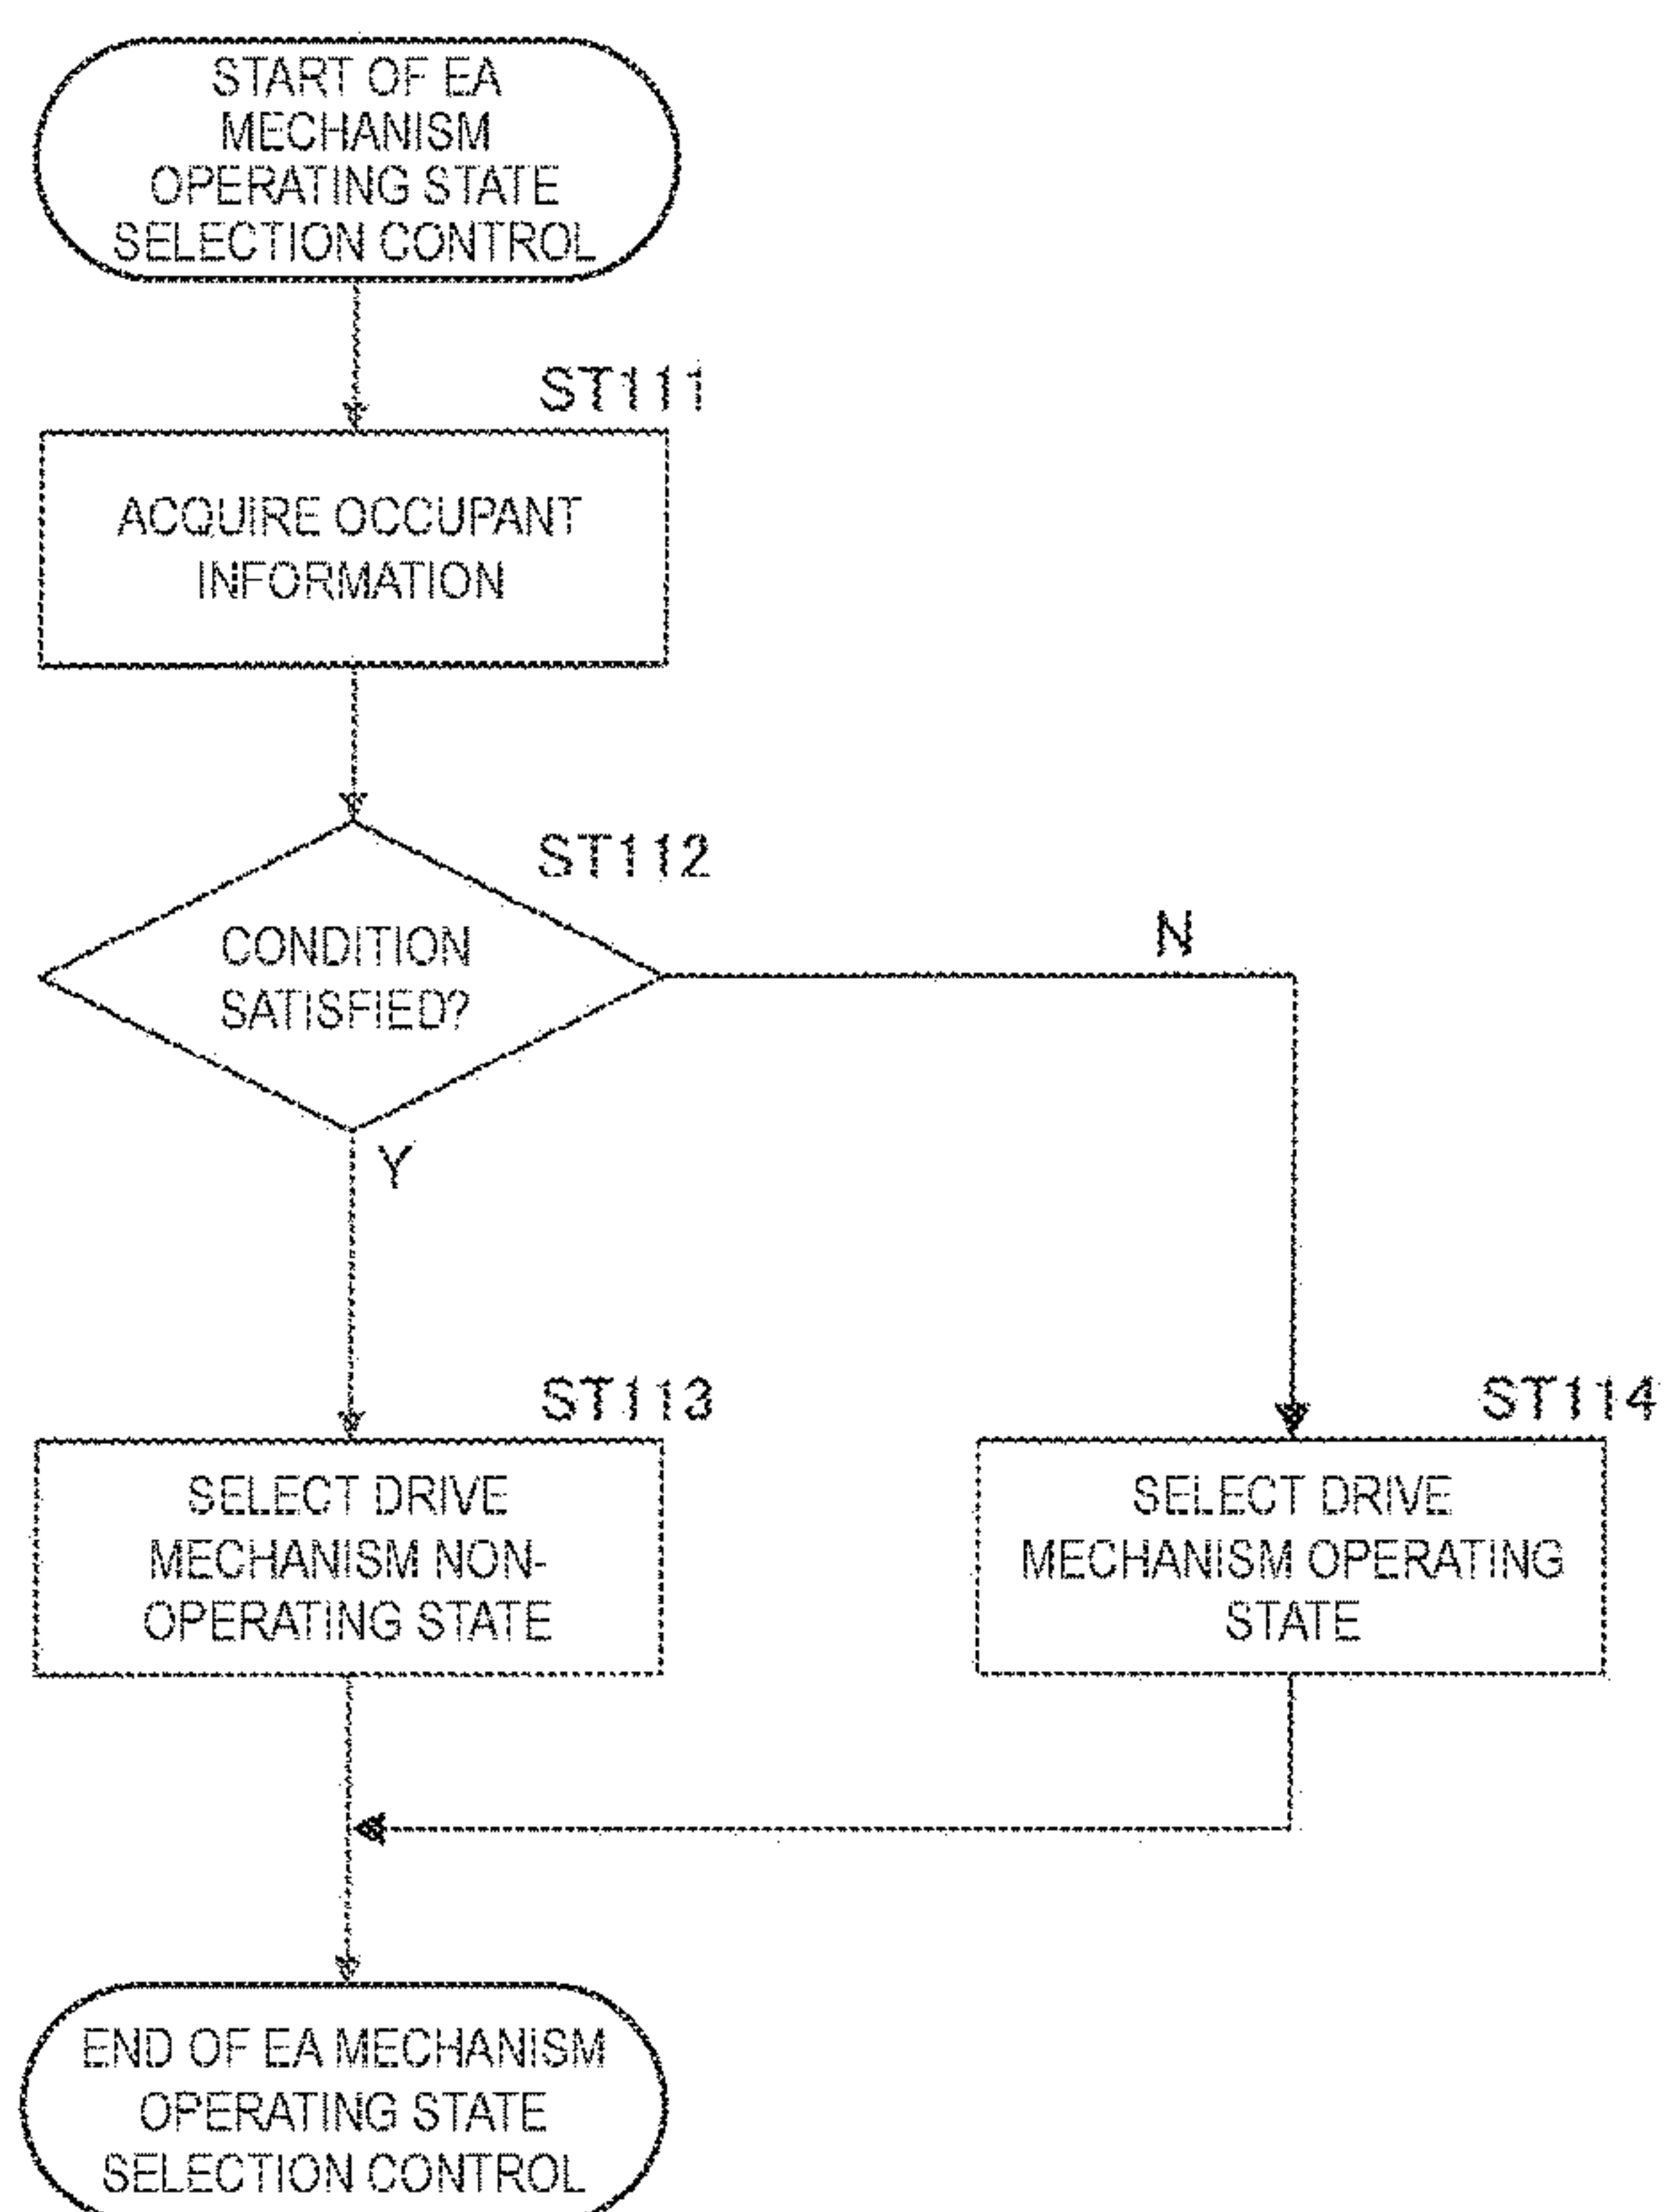 START OF EA
MECHANISM
OPERATING STATE
SELECTION CONTROL
ST111
ACQUIRE OCCUPANT
INFORMATION
ST112
CONDITION
SATISFIED?
N
Y
ST113
SELECT DRIVE
MECHANISM NON-
OPERATING STATE
ST114
SELECT DRIVE
MECHANISM OPERATING
STATE
END OF EA MECHANISM
OPERATING STATE
SELECTION CONTROL